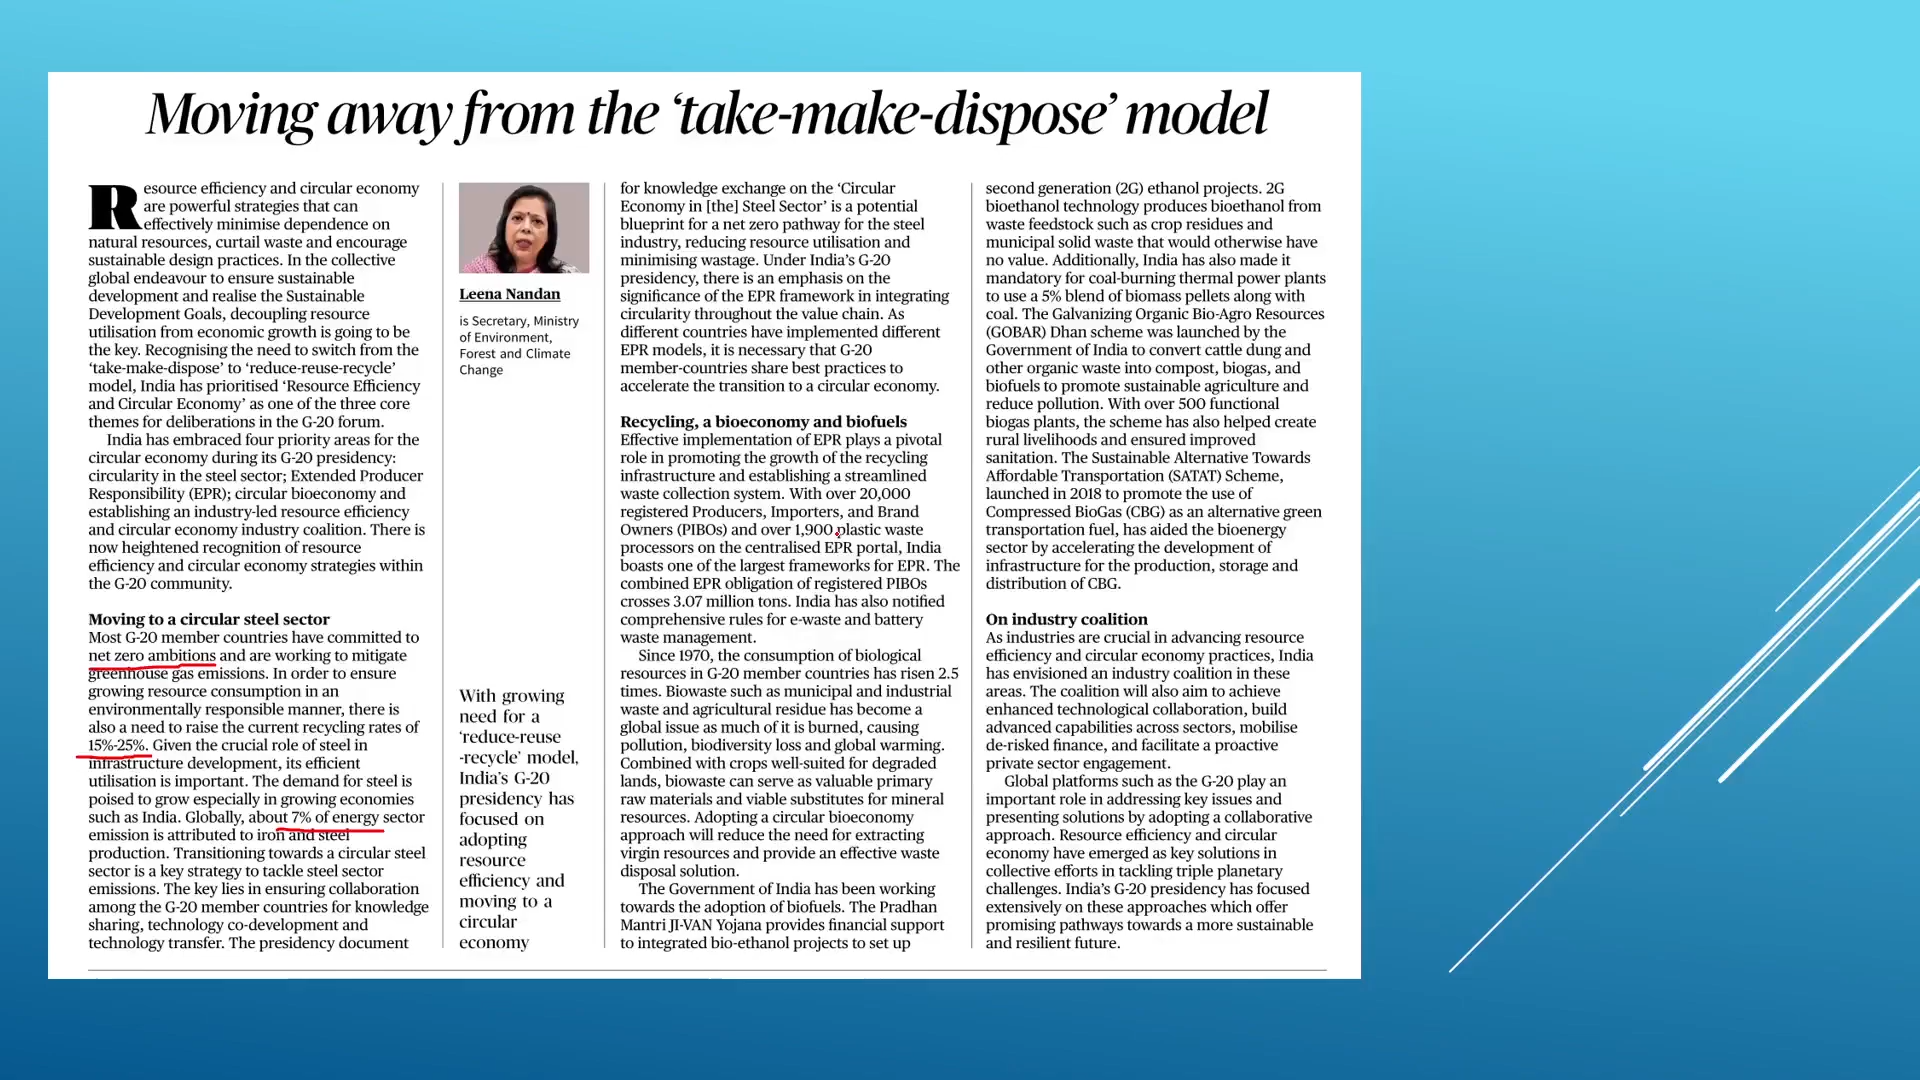 Moving away from the ‘take-make-dispose’ model
Resource efficiency and circular economy
are powerful strategies that can
effectively minimise dependence on
natural resources, curtail waste and encourage
sustainable design practices. In the collective
global endeavour to ensure sustainable
development and realise the Sustainable
Development Goals, decoupling resource
utilisation from economic growth is going to be
the key. Recognising the need to switch from the
‘take-make-dispose’ to ‘reduce-reuse-recycle’
model, India has prioritised ‘Resource Efficiency
and Circular Economy’ as one of the three core
themes for deliberations in the G-20 forum.
India has embraced four priority areas for the
circular economy during its G-20 presidency:
circularity in the steel sector; Extended Producer
Responsibility (EPR); circular bioeconomy and
establishing an industry-led resource efficiency
and circular economy industry coalition. There is
now heightened recognition of resource
efficiency and circular economy strategies within
the G-20 community.
Moving to a circular steel sector
Most G-20 member countries have committed to
net zero ambitions and are working to mitigate
greenhouse gas emissions. In order to ensure
growing resource consumption in an
environmentally responsible manner, there is
also a need to raise the current recycling rates of
15%-25%. Given the crucial role of steel in
infrastructure development, its efficient
utilisation is important. The demand for steel is
poised to grow especially in growing economies
such as India. Globally, about 7% of energy sector
emission is attributed to iron and steel
production. Transitioning towards a circular steel
sector is a key strategy to tackle steel sector
emissions. The key lies in ensuring collaboration
among the G-20 member countries for knowledge
sharing, technology co-development and
technology transfer. The presidency document
Leena Nandan
is Secretary, Ministry
of Environment,
Forest and Climate
Change
With growing
need for a
‘reduce-reuse
-recycle’ model,
India’s G-20
presidency has
focused on
adopting
resource
efficiency and
moving to a
circular
economy
for knowledge exchange on the ‘Circular
Economy in [the] Steel Sector’ is a potential
blueprint for a net zero pathway for the steel
industry, reducing resource utilisation and
minimising wastage. Under India’s G-20
presidency, there is an emphasis on the
significance of the EPR framework in integrating
circularity throughout the value chain. As
different countries have implemented different
EPR models, it is necessary that G-20
member-countries share best practices to
accelerate the transition to a circular economy.
Recycling, a bioeconomy and biofuels
Effective implementation of EPR plays a pivotal
role in promoting the growth of the recycling
infrastructure and establishing a streamlined
waste collection system. With over 20,000
registered Producers, Importers, and Brand
Owners (PIBOs) and over 1,900 plastic waste
processors on the centralised EPR portal, India
boasts one of the largest frameworks for EPR. The
combined EPR obligation of registered PIBOs
crosses 3.07 million tons. India has also notified
comprehensive rules for e-waste and battery
waste management.
Since 1970, the consumption of biological
resources in G-20 member countries has risen 2.5
times. Biowaste such as municipal and industrial
waste and agricultural residue has become a
global issue as much of it is burned, causing
pollution, biodiversity loss and global warming.
Combined with crops well-suited for degraded
lands, biowaste can serve as valuable primary
raw materials and viable substitutes for mineral
resources. Adopting a circular bioeconomy
approach will reduce the need for extracting
virgin resources and provide an effective waste
disposal solution.
The Government of India has been working
towards the adoption of biofuels. The Pradhan
Mantri JI-VAN Yojana provides financial support
to integrated bio-ethanol projects to set up
second generation (2G) ethanol projects. 2G
bioethanol technology produces bioethanol from
waste feedstock such as crop residues and
municipal solid waste that would otherwise have
no value. Additionally, India has also made it
mandatory for coal-burning thermal power plants
to use a 5% blend of biomass pellets along with
coal. The Galvanizing Organic Bio-Agro Resources
(GOBAR) Dhan scheme was launched by the
Government of India to convert cattle dung and
other organic waste into compost, biogas, and
biofuels to promote sustainable agriculture and
reduce pollution. With over 500 functional
biogas plants, the scheme has also helped create
rural livelihoods and ensured improved
sanitation. The Sustainable Alternative Towards
Affordable Transportation (SATAT) Scheme,
launched in 2018 to promote the use of
Compressed BioGas (CBG) as an alternative green
transportation fuel, has aided the bioenergy
sector by accelerating the development of
infrastructure for the production, storage and
distribution of CBG.
On industry coalition
As industries are crucial in advancing resource
efficiency and circular economy practices, India
has envisioned an industry coalition in these
areas. The coalition will also aim to achieve
enhanced technological collaboration, build
advanced capabilities across sectors, mobilise
de-risked finance, and facilitate a proactive
private sector engagement.
Global platforms such as the G-20 play an
important role in addressing key issues and
presenting solutions by adopting a collaborative
approach. Resource efficiency and circular
economy have emerged as key solutions in
collective efforts in tackling triple planetary
challenges. India’s G-20 presidency has focused
extensively on these approaches which offer
promising pathways towards a more sustainable
and resilient future.